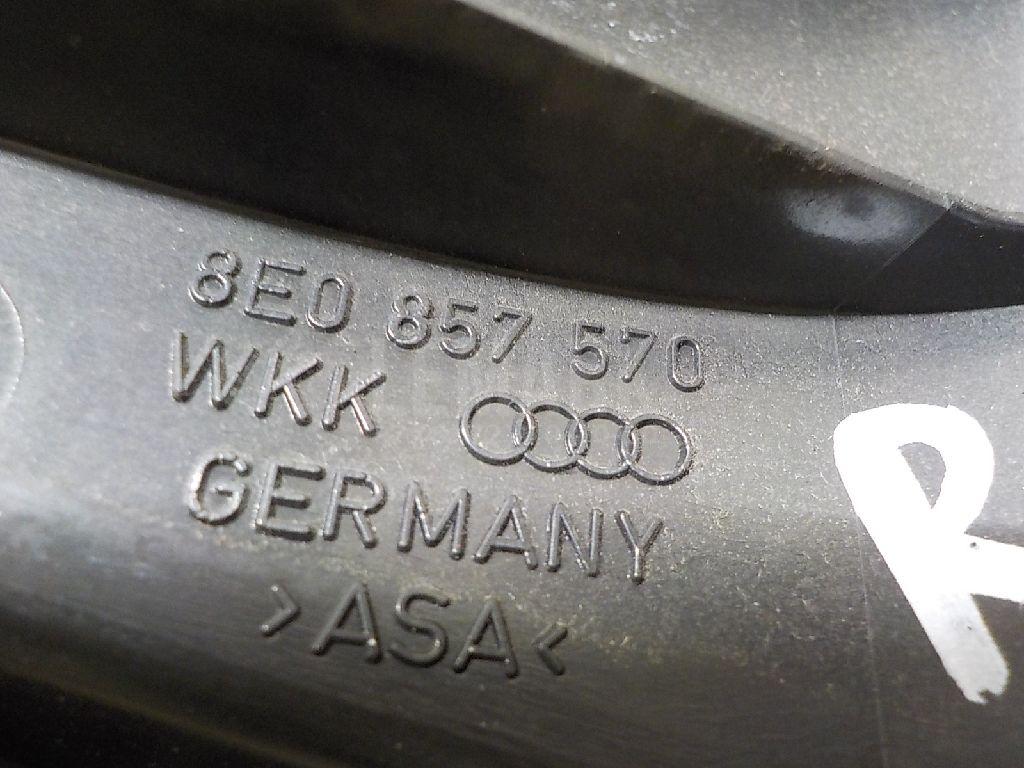 8E0 857 570
WKK
GERMANY
>ASA<
R